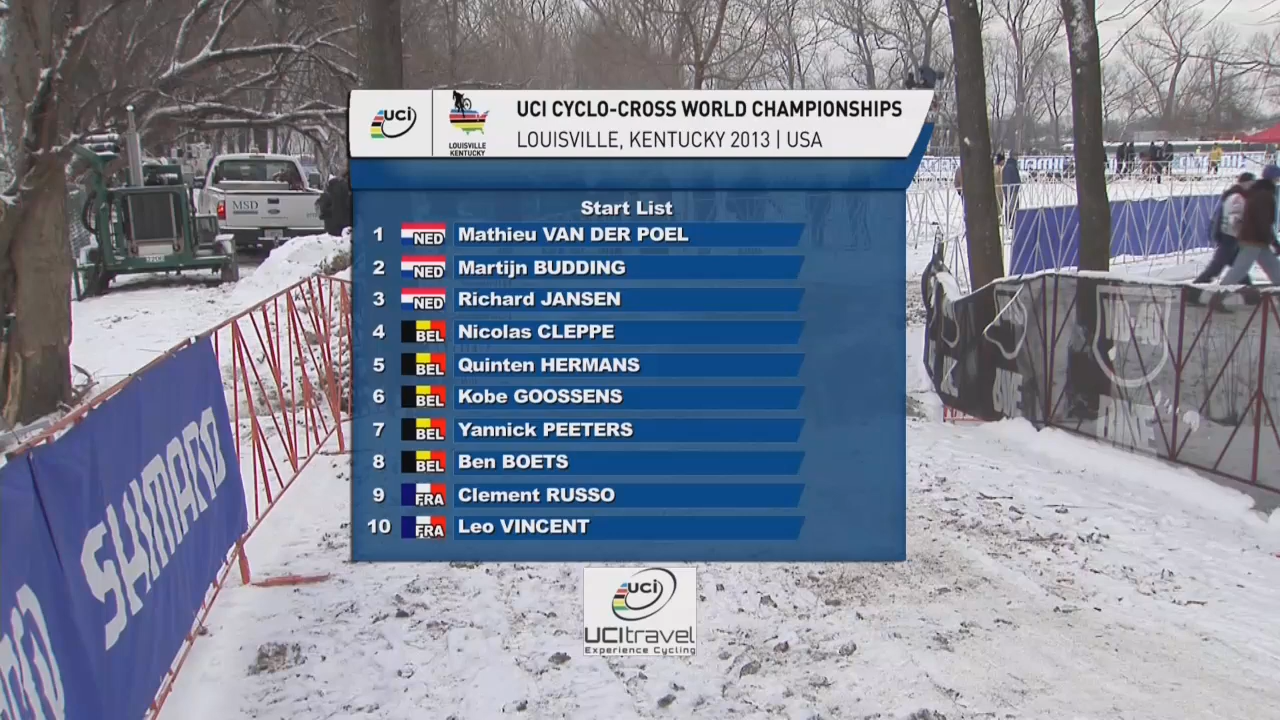 UCI
LOUISVILLE
KENTUCKY
UCI CYCLO-CROSS WORLD CHAMPIONSHIPS
LOUISVILLE, KENTUCKY 2013 | USA
Start List
1 NED Mathieu VAN DER POEL
2 NED Martijn BUDDING
3 NED Richard JANSEN
4 BEL Nicolas CLEPPE
5 BEL Quinten HERMANS
6 BEL Kobe GOOSSENS
7 BEL Yannick PEETERS
8 BEL Ben BOETS
9 FRA Clement RUSSO
10 FRA Leo VINCENT
MSD
SHIMANO
UCI
UCItravel
Experience Cycling